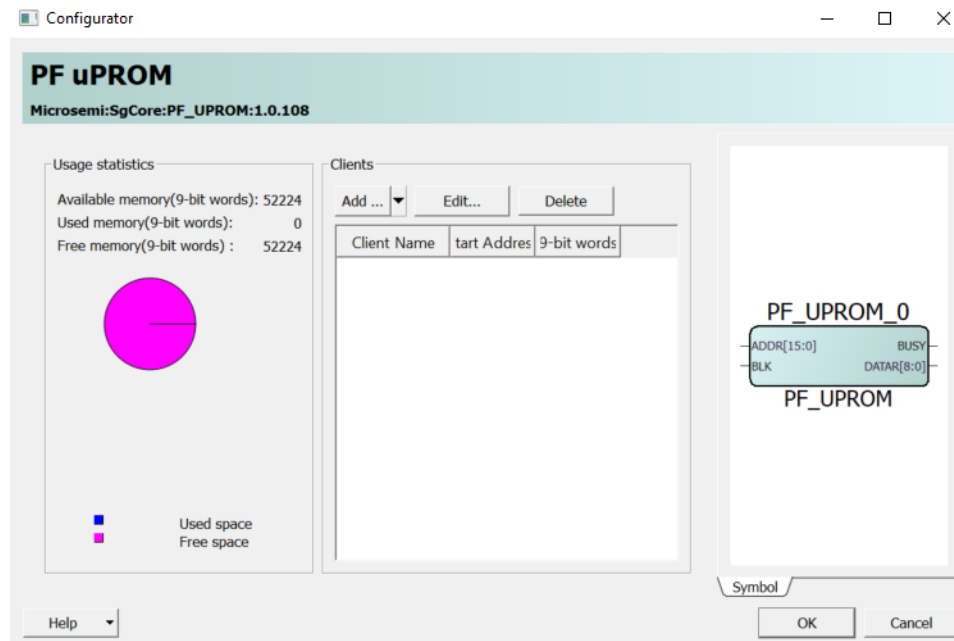 Configurator
PF uPROM
Microsemi:SgCore:PF_UPROM:1.0.108
Usage statistics
Available memory(9-bit words): 52224
Used memory(9-bit words): 0
Free memory(9-bit words) : 52224
Used space
Free space
Clients
Add ... Edit... Delete
Client Name tart Addres 9-bit words
PF_UPROM_0
ADDR[15:0] BUSY
BLK DATAR[8:0]
PF_UPROM
Symbol
Help OK Cancel